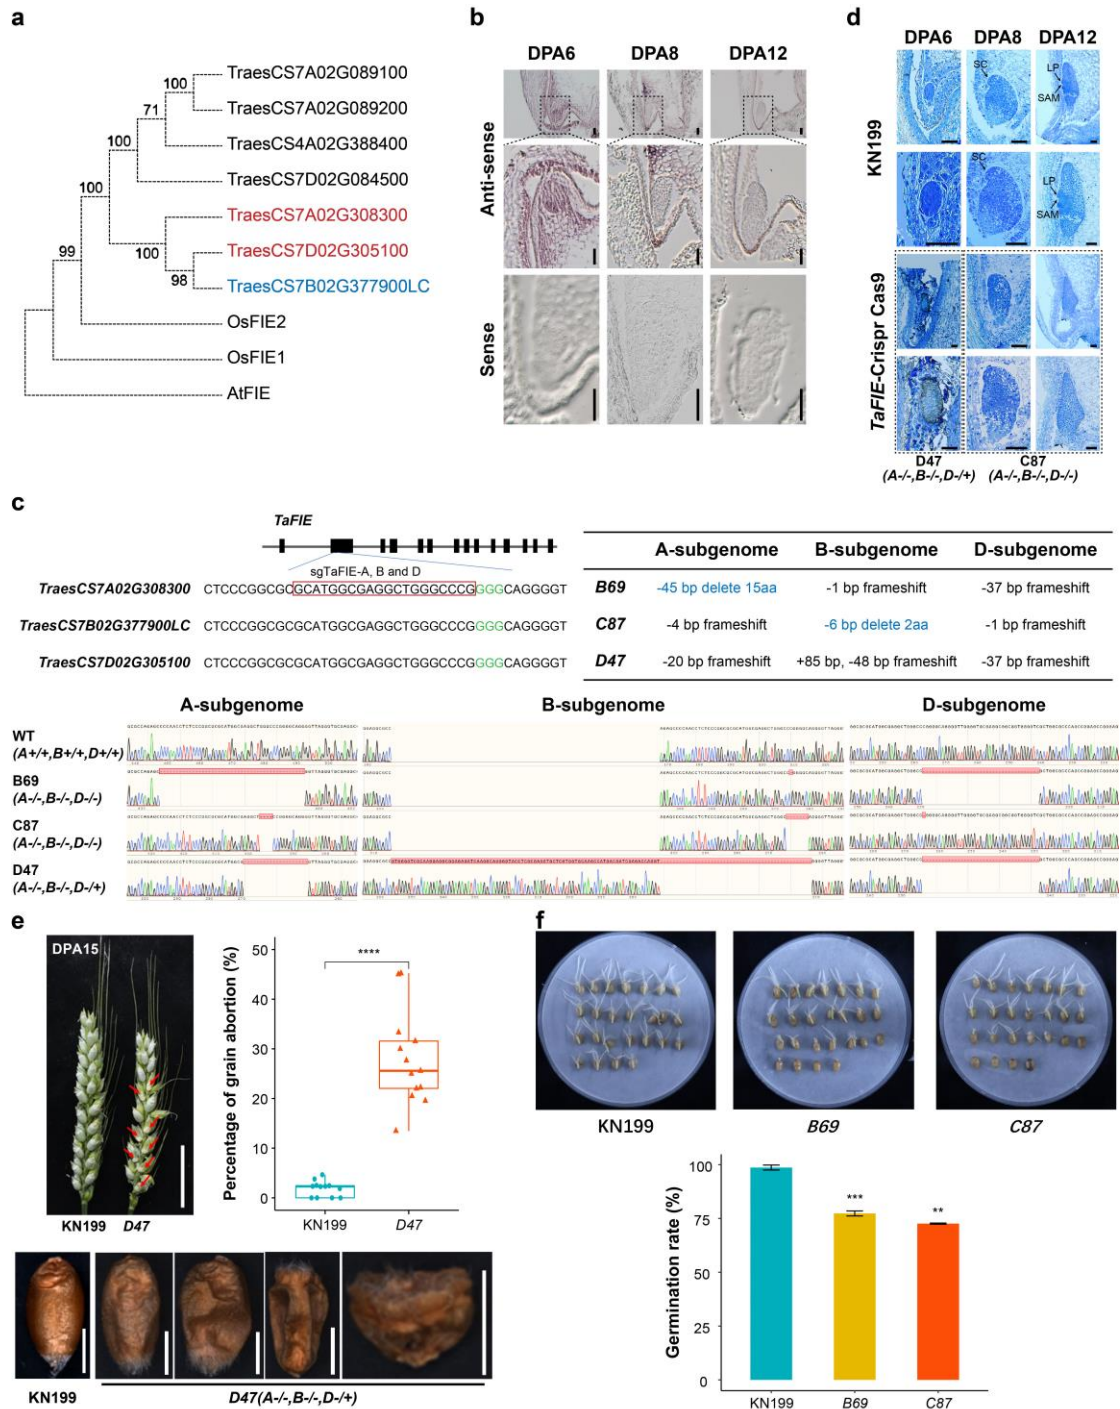 a
100
TraesCS7A02G089100
TraesCS7A02G089200
71
TraesCS4A02G388400
100
TraesCS7D02G084500
100
TraesCS7A02G308300
TraesCS7D02G305100
100
98
TraesCS7B02G377900LC
99
OsFIE2
OsFIE1
AtFIE
b
DPA6 DPA8 DPA12
Anti-sense
Sense
d
DPA6 DPA8 DPA12
KN199
SC
LP
SAM
SC
LP
SAM
TaFIE-Crispr Cas9
D47 C87
(A-/-,B-/-,D-/+) (A-/-,B-/-,D-/-)
c
TaFIE
sgTaFIE-A, B and D
TraesCS7A02G308300 CTCCCGGCGCGCATGGCGAGGCTGGGCCCGGGGCAGGGGT
TraesCS7B02G377900LC CTCCCGGCGCGCATGGCGAGGCTGGGCCCGGGGCAGGGGT
TraesCS7D02G305100 CTCCCGGCGCGCATGGCGAGGCTGGGCCCGGGGCAGGGGT
A-subgenome B-subgenome D-subgenome
B69 -45 bp delete 15aa -1 bp frameshift -37 bp frameshift
C87 -4 bp frameshift -6 bp delete 2aa -1 bp frameshift
D47 -20 bp frameshift +85 bp, -48 bp frameshift -37 bp frameshift
A-subgenome B-subgenome D-subgenome
WT
(A+/+,B+/+,D+/+)
B69
(A-/-,B-/-,D-/-)
C87
(A-/-,B-/-,D-/-)
D47
(A-/-,B-/-,D-/+)
e
DPA15
KN199 D47
Percentage of grain abortion (%)
50
40
30
20
10
0
****
KN199 D47
KN199 D47(A-/-,B-/-,D-/+)
f
KN199 B69 C87
Germination rate (%)
100
75
50
25
0
***
**
KN199 B69 C87